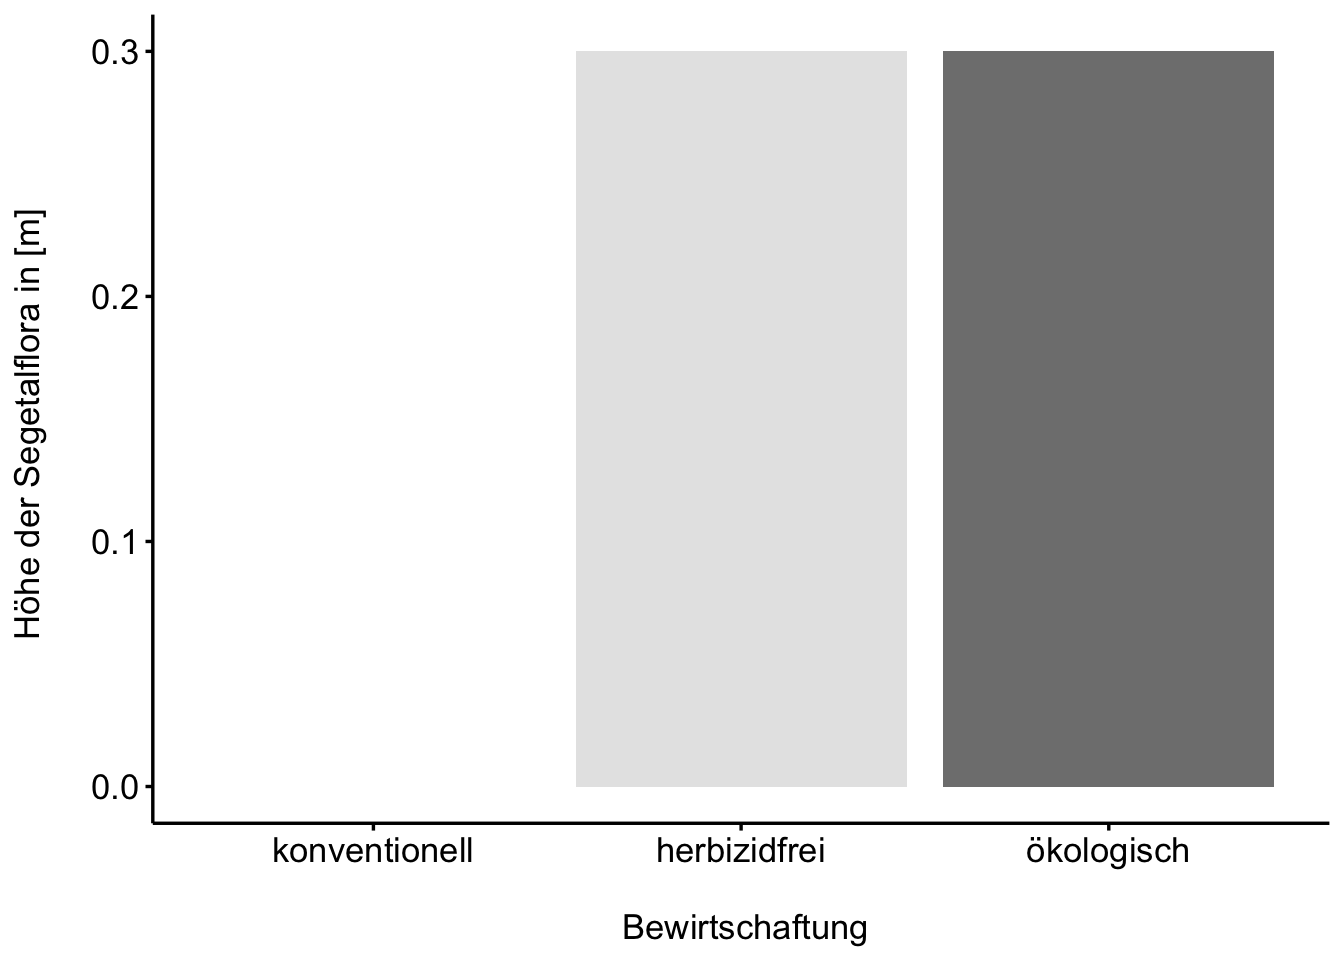 Höhe der Segetalflora in [m]
0.3
0.2
0.1
0.0
konventionell herbizidfrei ökologisch
Bewirtschaftung